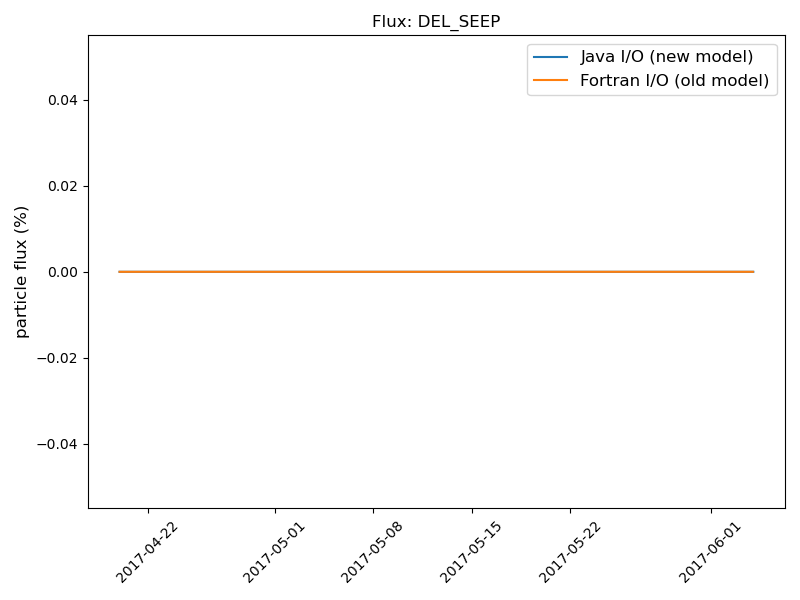 Flux: DEL_SEEP
Java I/O (new model)
Fortran I/O (old model)
particle flux (%)
0.04
0.02
0.00
−0.02
−0.04
2017-04-22
2017-05-01
2017-05-08
2017-05-15
2017-05-22
2017-06-01